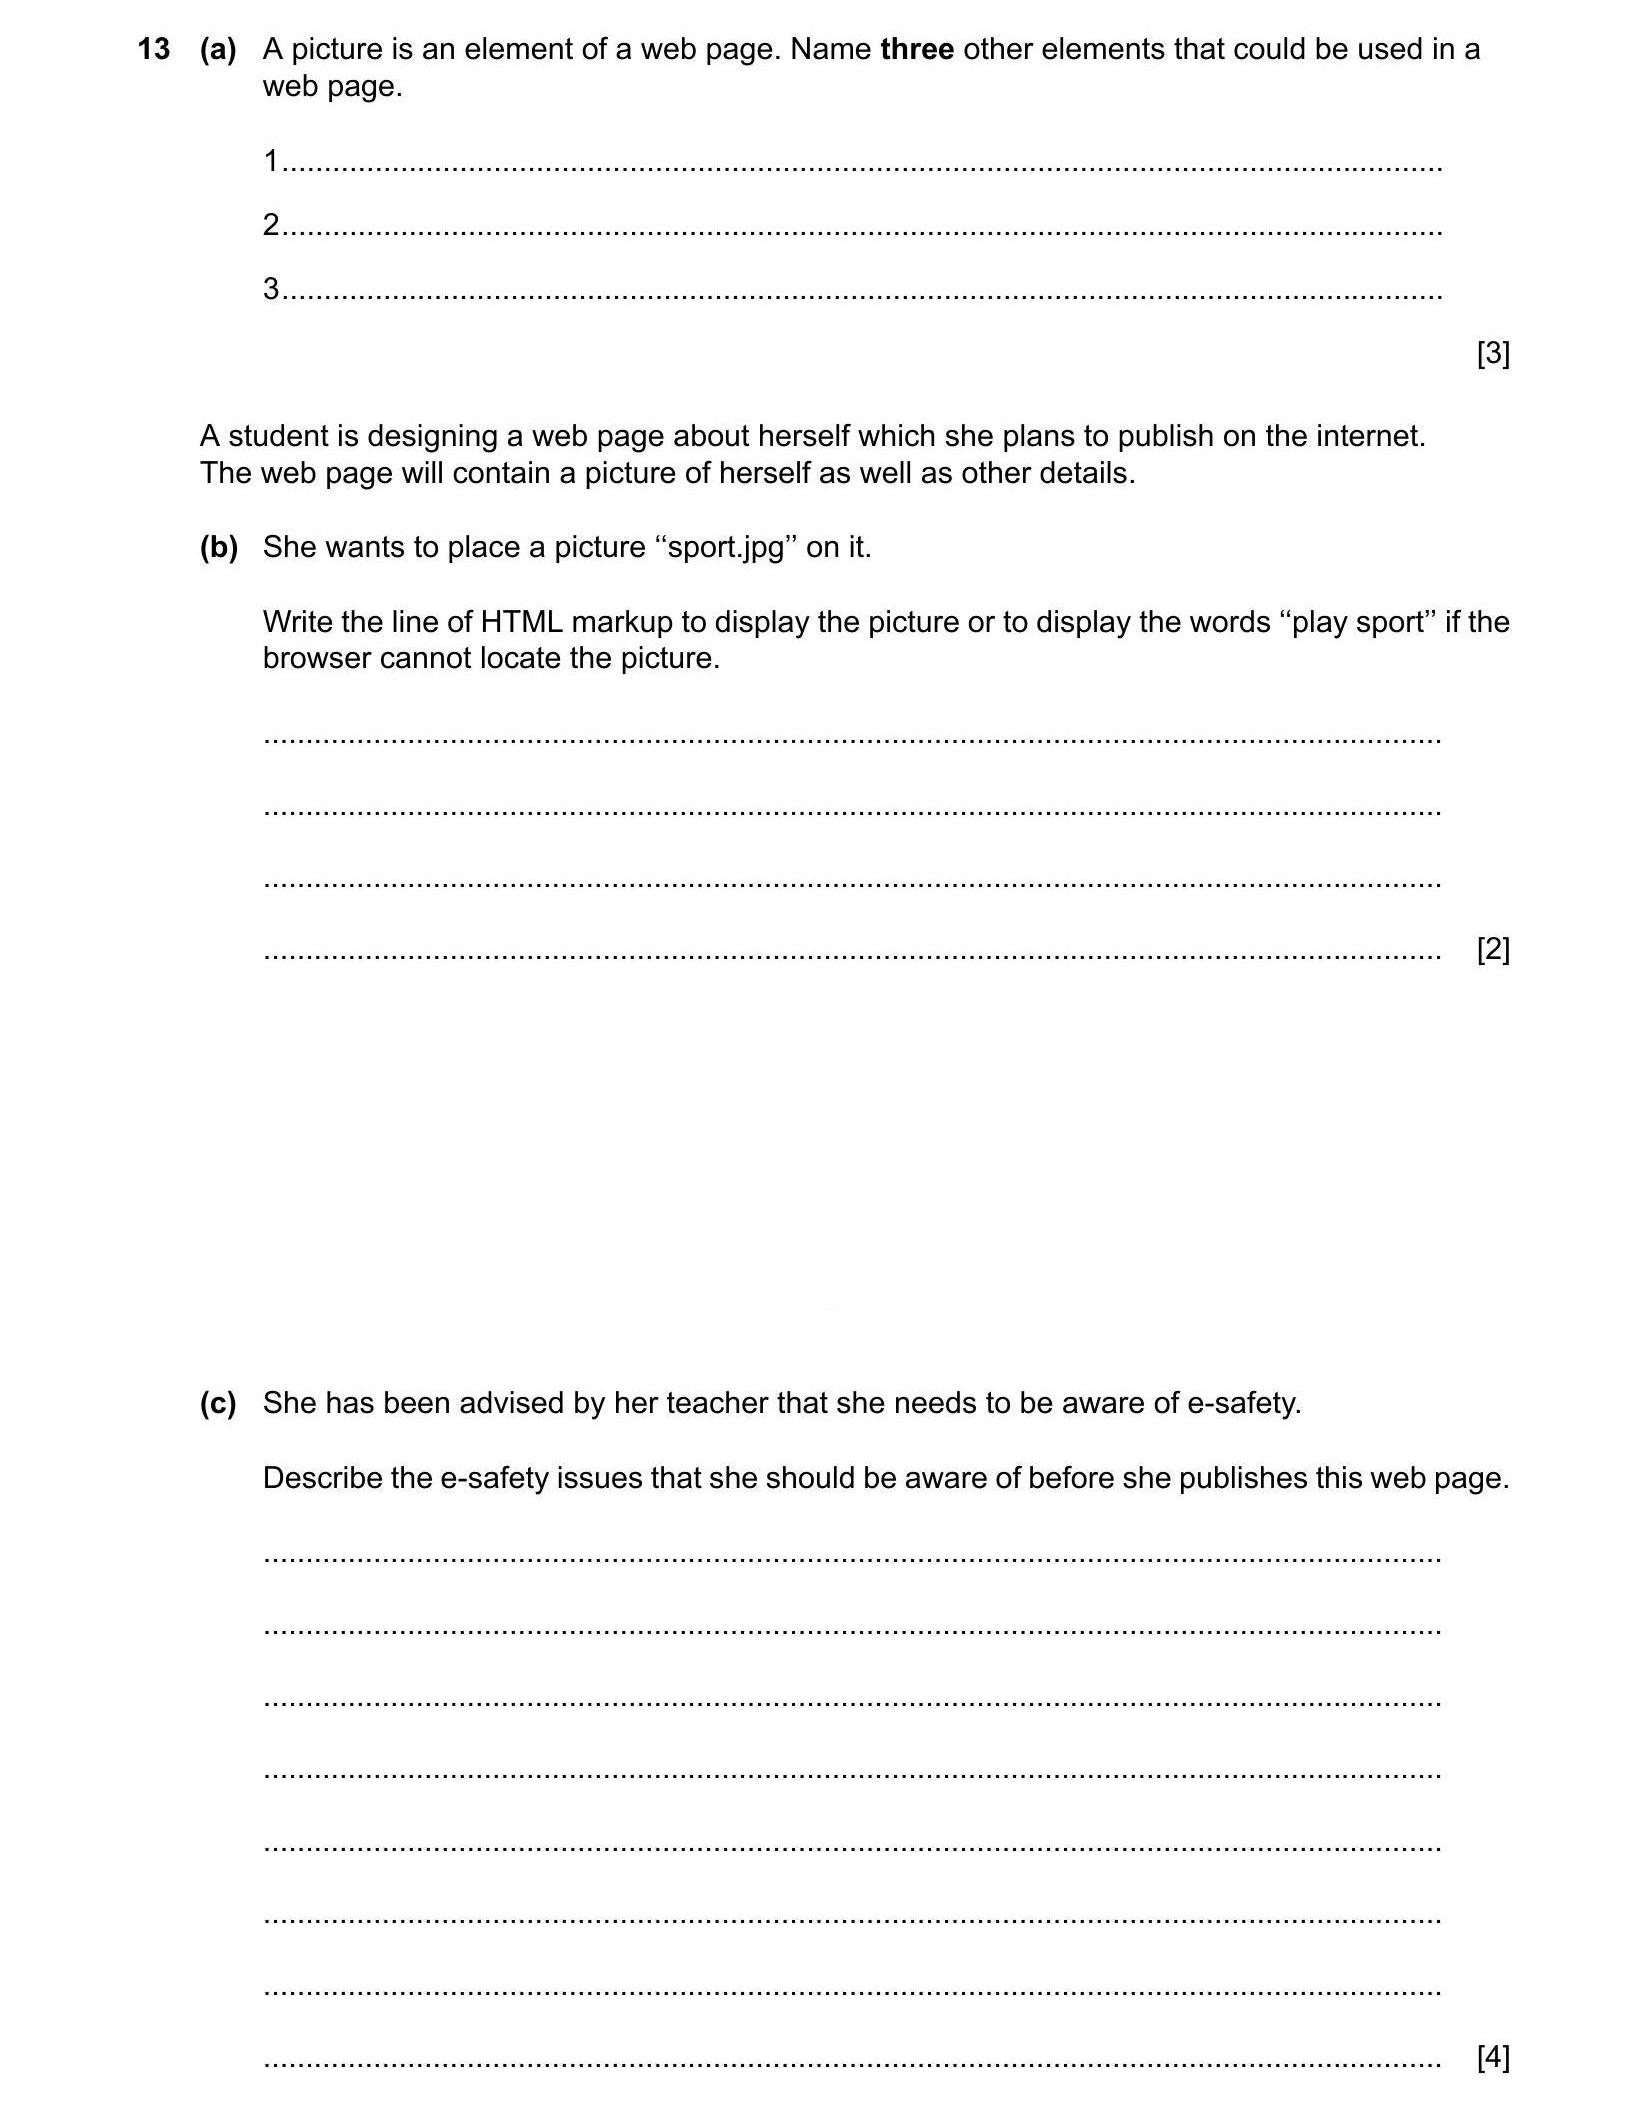 13 (a) A picture is an element of a web page. Name three other elements that could be used in a
web page.
1...............................................................................................................................................
2...............................................................................................................................................
3...............................................................................................................................................
[3]
A student is designing a web page about herself which she plans to publish on the internet.
The web page will contain a picture of herself as well as other details.
(b) She wants to place a picture ‘‘sport.jpg’’ on it.
Write the line of HTML markup to display the picture or to display the words ‘‘play sport’’ if the
browser cannot locate the picture.
...............................................................................................................................................
...............................................................................................................................................
...............................................................................................................................................
............................................................................................................................................... [2]
(c) She has been advised by her teacher that she needs to be aware of e-safety.
Describe the e-safety issues that she should be aware of before she publishes this web page.
...............................................................................................................................................
...............................................................................................................................................
...............................................................................................................................................
...............................................................................................................................................
...............................................................................................................................................
...............................................................................................................................................
...............................................................................................................................................
............................................................................................................................................... [4]